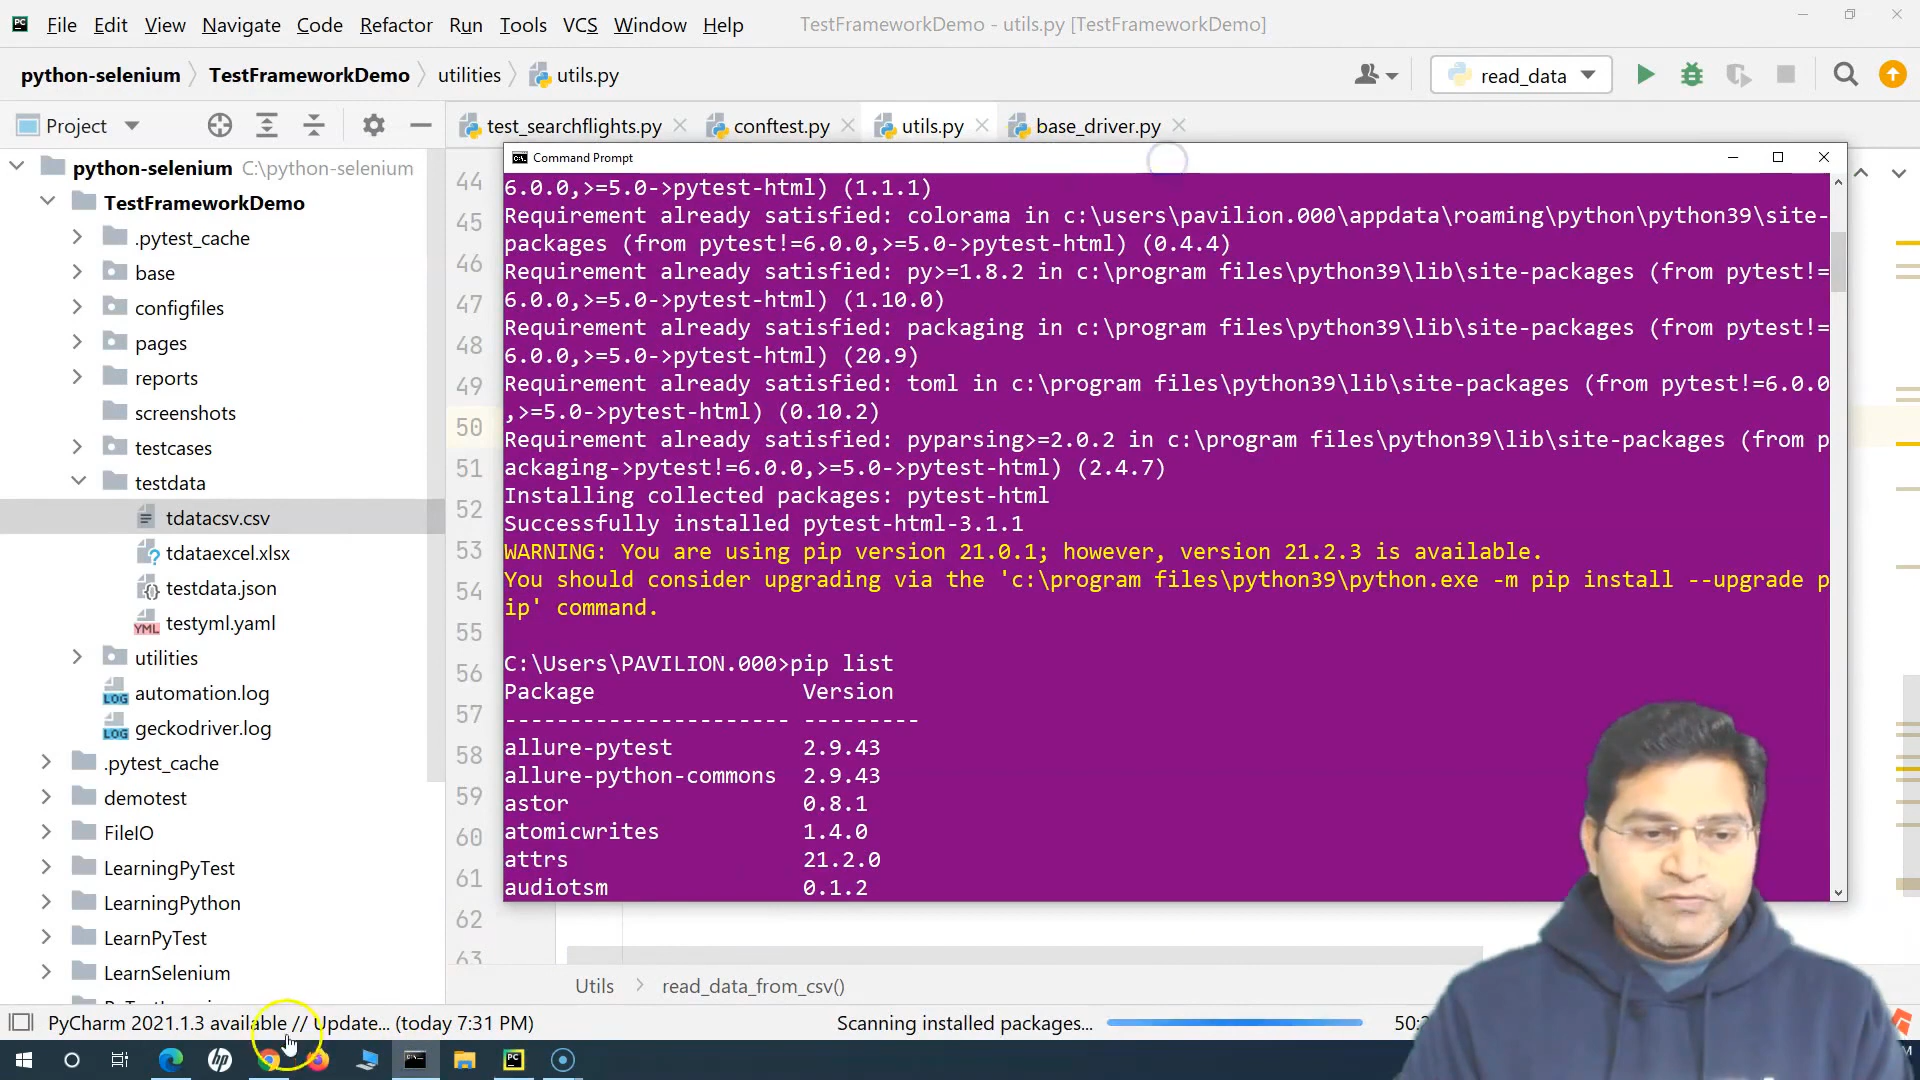 File Edit View Navigate Code Refactor Run Tools VCS Window Help TestFrameworkDemo - utils.py [TestFrameworkDemo]
python-selenium TestFrameworkDemo utilities utils.py read_data
Project test_searchflights.py conftest.py utils.py base_driver.py
python-selenium C:\python-selenium
TestFrameworkDemo
.pytest_cache
base
configfiles
pages
reports
screenshots
testcases
testdata
tdatacsv.csv
tdataexcel.xlsx
testdata.json
testyml.yaml
utilities
automation.log
geckodriver.log
.pytest_cache
demotest
FileIO
LearningPyTest
LearningPython
LearnPyTest
LearnSelenium
44
45
46
47
48
49
50
51
52
53
54
55
56
57
58
59
60
61
62
63
Command Prompt
6.0.0,>=5.0->pytest-html) (1.1.1)
Requirement already satisfied: colorama in c:\users\pavilion.000\appdata\roaming\python\python39\site-
packages (from pytest!=6.0.0,>=5.0->pytest-html) (0.4.4)
Requirement already satisfied: py>=1.8.2 in c:\program files\python39\lib\site-packages (from pytest!=
6.0.0,>=5.0->pytest-html) (1.10.0)
Requirement already satisfied: packaging in c:\program files\python39\lib\site-packages (from pytest!=
6.0.0,>=5.0->pytest-html) (20.9)
Requirement already satisfied: toml in c:\program files\python39\lib\site-packages (from pytest!=6.0.0
,>=5.0->pytest-html) (0.10.2)
Requirement already satisfied: pyparsing>=2.0.2 in c:\program files\python39\lib\site-packages (from p
ackaging->pytest!=6.0.0,>=5.0->pytest-html) (2.4.7)
Installing collected packages: pytest-html
Successfully installed pytest-html-3.1.1
WARNING: You are using pip version 21.0.1; however, version 21.2.3 is available.
You should consider upgrading via the 'c:\program files\python39\python.exe -m pip install --upgrade p
ip' command.
C:\Users\PAVILION.000>pip list
Package Version
---------------------- ---------
allure-pytest 2.9.43
allure-python-commons 2.9.43
astor 0.8.1
atomicwrites 1.4.0
attrs 21.2.0
audiotsm 0.1.2
Utils read_data_from_csv()
PyCharm 2021.1.3 available // Update... (today 7:31 PM) Scanning installed packages...